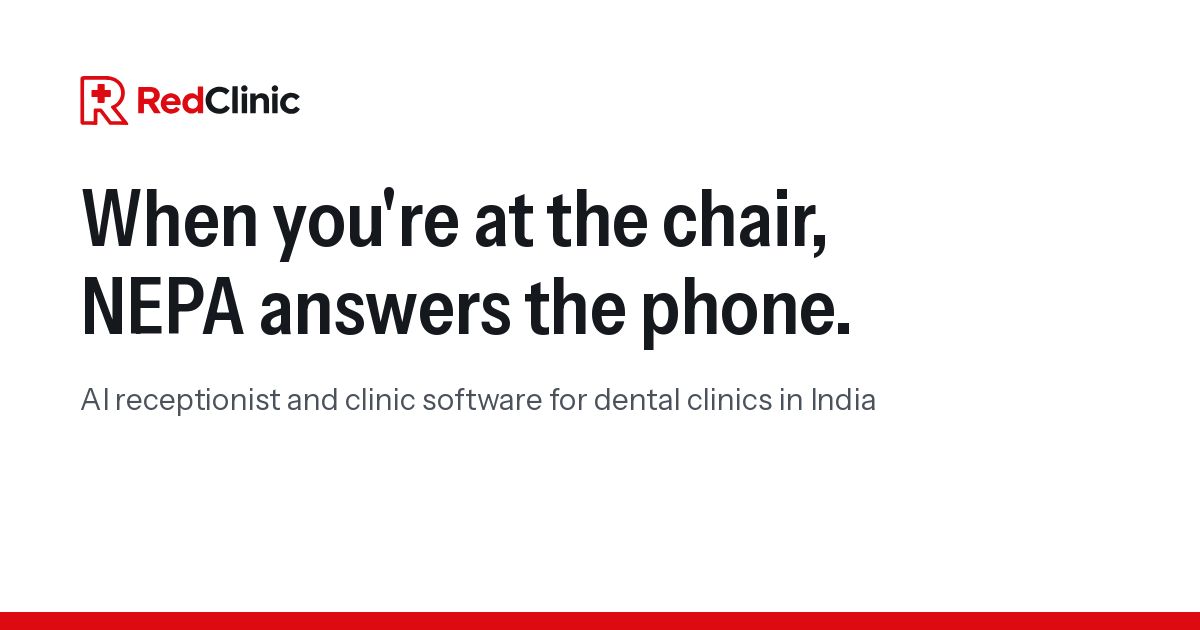 RedClinic
When you're at the chair,
NEPA answers the phone.
AI receptionist and clinic software for dental clinics in India